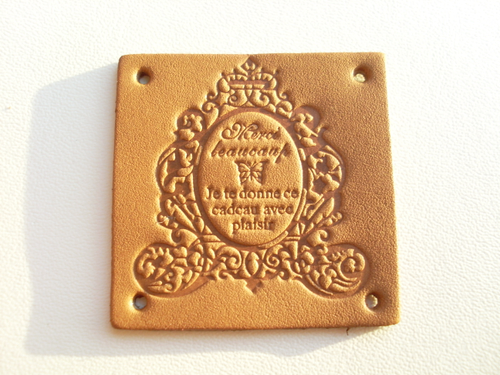 Merci
beaucoup
Je te donne ce
cadeau avec
plaisir